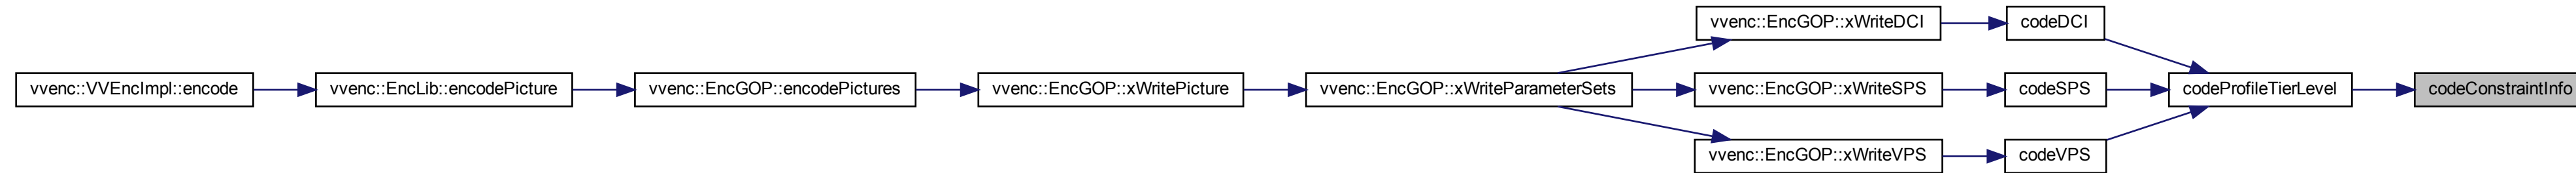 vvenc::EncGOP::xWriteDCI
codeDCI
vvenc::VVEncImpl::encode
vvenc::EncLib::encodePicture
vvenc::EncGOP::encodePictures
vvenc::EncGOP::xWritePicture
vvenc::EncGOP::xWriteParameterSets
vvenc::EncGOP::xWriteSPS
codeSPS
codeProfileTierLevel
codeConstraintInfo
vvenc::EncGOP::xWriteVPS
codeVPS